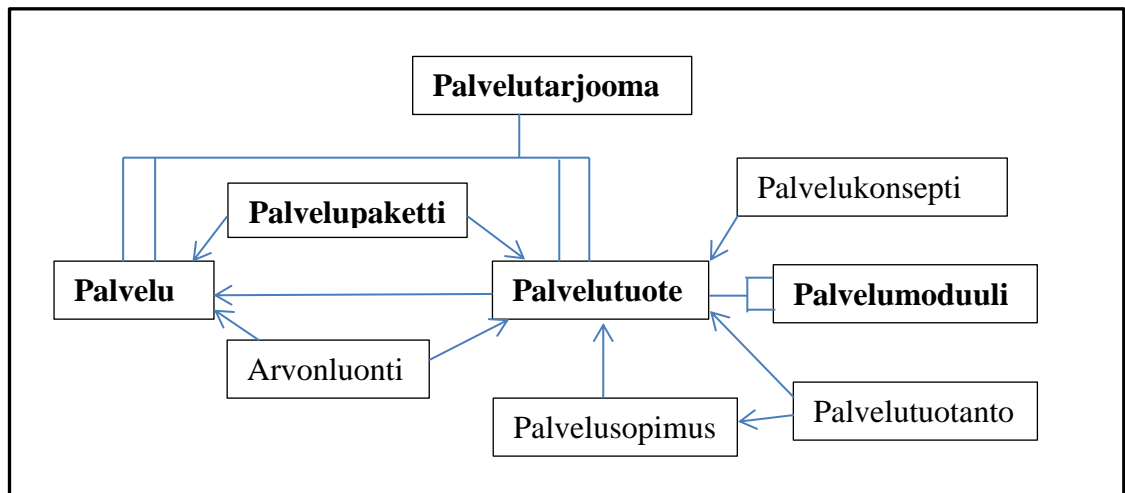 Palvelutarjooma
Palvelukonsepti
Palvelupaketti
Palvelu
Palvelutuote
Palvelumoduuli
Arvonluonti
Palvelusopimus
Palvelutuotanto